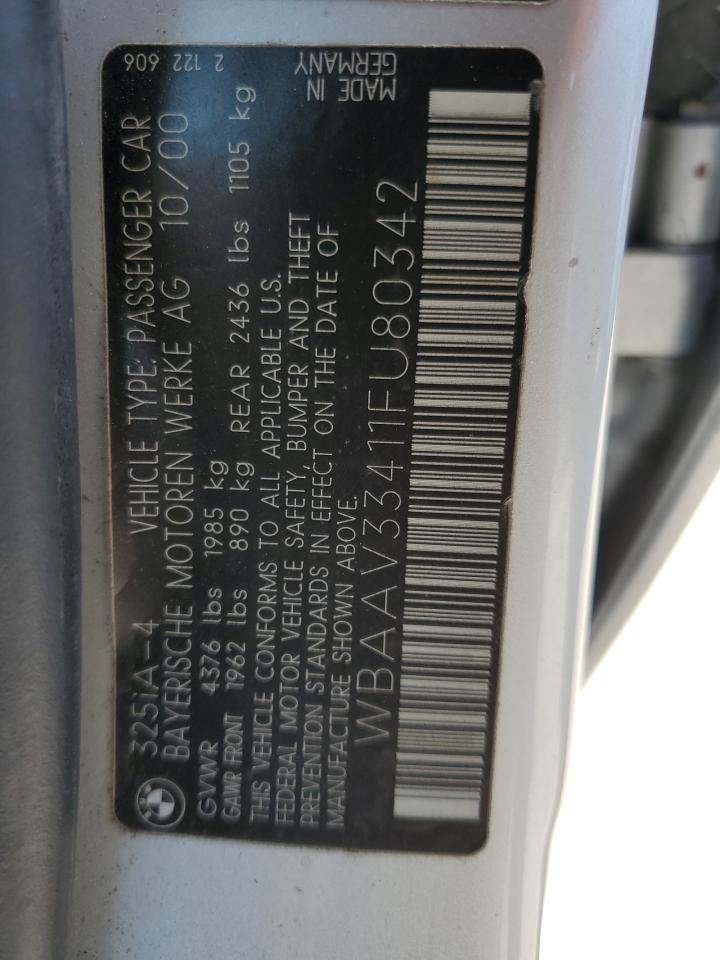 325iA-4 VEHICLE TYPE: PASSENGER CAR 2 122 606
BAYERISCHE MOTOREN WERKE AG 10/00
GVWR 4376 lbs 1985 kg
GAWR FRONT 1962 lbs 890 kg REAR 2436 lbs 1105 kg
THIS VEHICLE CONFORMS TO ALL APPLICABLE U.S.
FEDERAL MOTOR VEHICLE SAFETY, BUMPER AND THEFT
PREVENTION STANDARDS IN EFFECT ON THE DATE OF
MANUFACTURE SHOWN ABOVE.
WBAAV33411FU80342
MADE IN
GERMANY